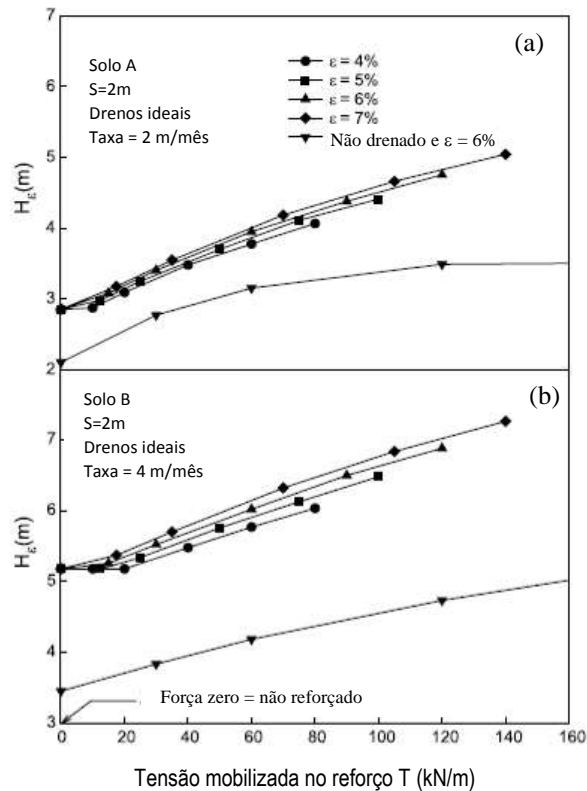 7
(a)
Solo A
S=2m
Drenos ideais
Taxa = 2 m/mês
ε = 4%
ε = 5%
ε = 6%
ε = 7%
Não drenado e ε = 6%
6
5
4
3
2
Hε(m)
(b)
Solo B
S=2m
Drenos ideais
Taxa = 4 m/mês
7
6
5
4
3
Hε(m)
Força zero = não reforçado
0 20 40 60 80 100 120 140 160
Tensão mobilizada no reforço T (kN/m)